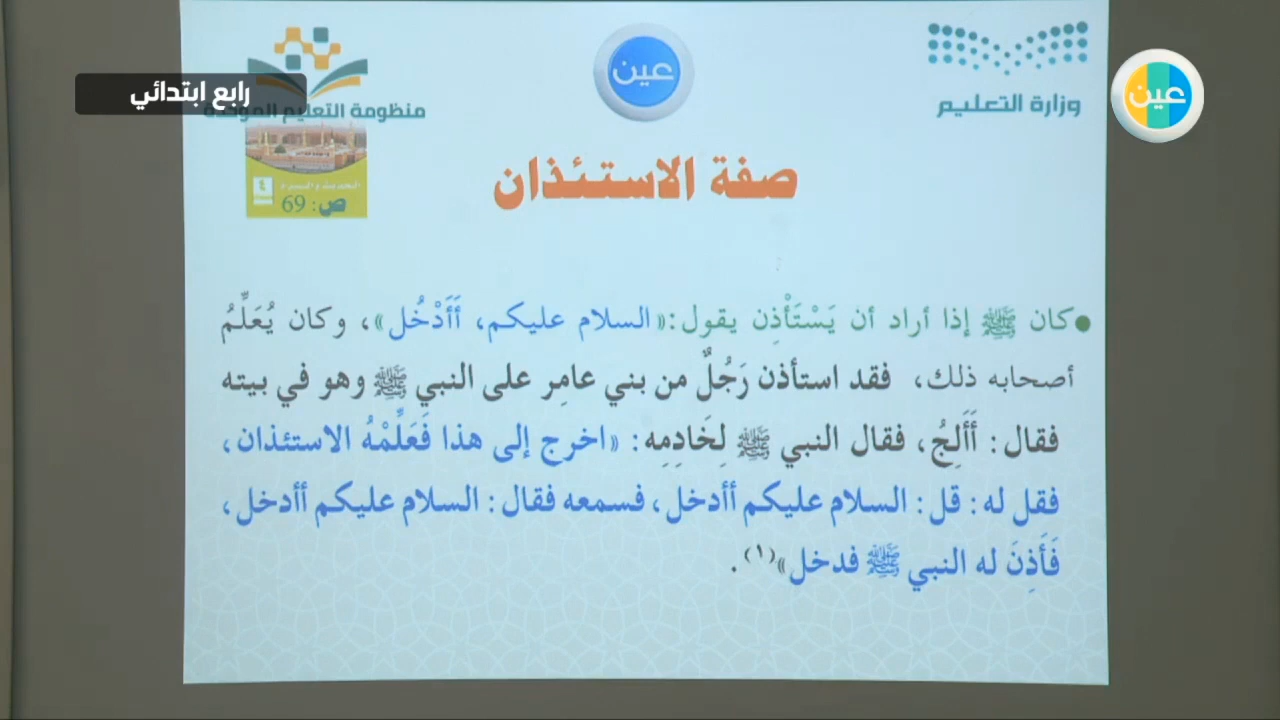 رابع ابتدائي
عين
وزارة التعليم
عين
منظومة التعليم الموحدة
٤
ص: 69
صفة الاستئذان
●كان ﷺ إذا أراد أن يَسْتَأْذِن يقول:«السلام عليكم، أَأَدْخُل»، وكان يُعَلِّمُ
أصحابه ذلك، فقد استأذن رَجُلٌ من بني عامِر على النبي ﷺ وهو في بيته
فقال: أَأَلِجُ، فقال النبي ﷺ لِخَادِمِه: «اخرج إلى هذا فَعَلِّمْهُ الاستئذان،
فقل له: قل: السلام عليكم أأدخل، فسمعه فقال: السلام عليكم أأدخل،
فَأَذِنَ له النبي ﷺ فدخل»(١).